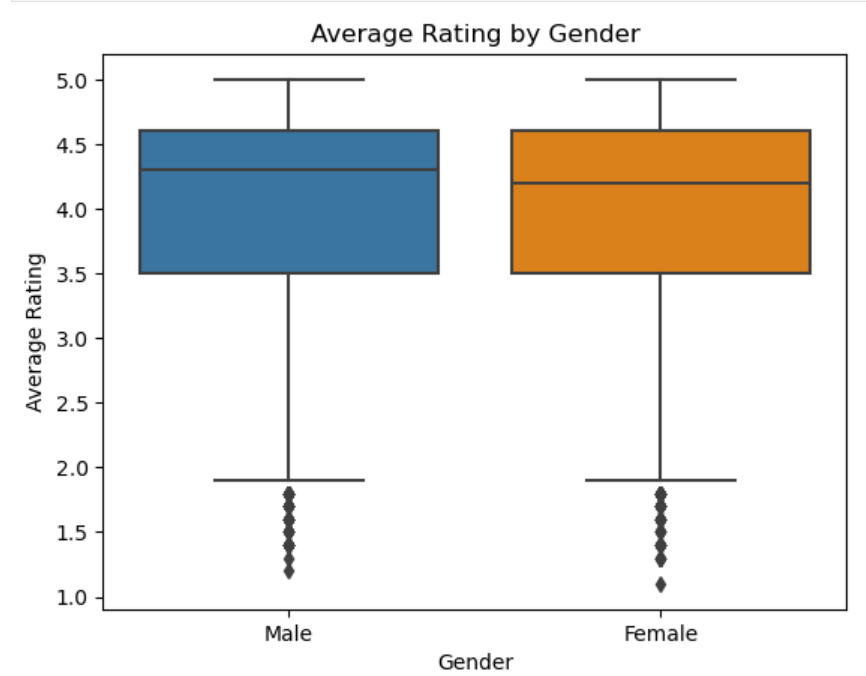 Average Rating by Gender
5.0
4.5
4.0
3.5
3.0
2.5
2.0
1.5
1.0
Average Rating
Male
Female
Gender